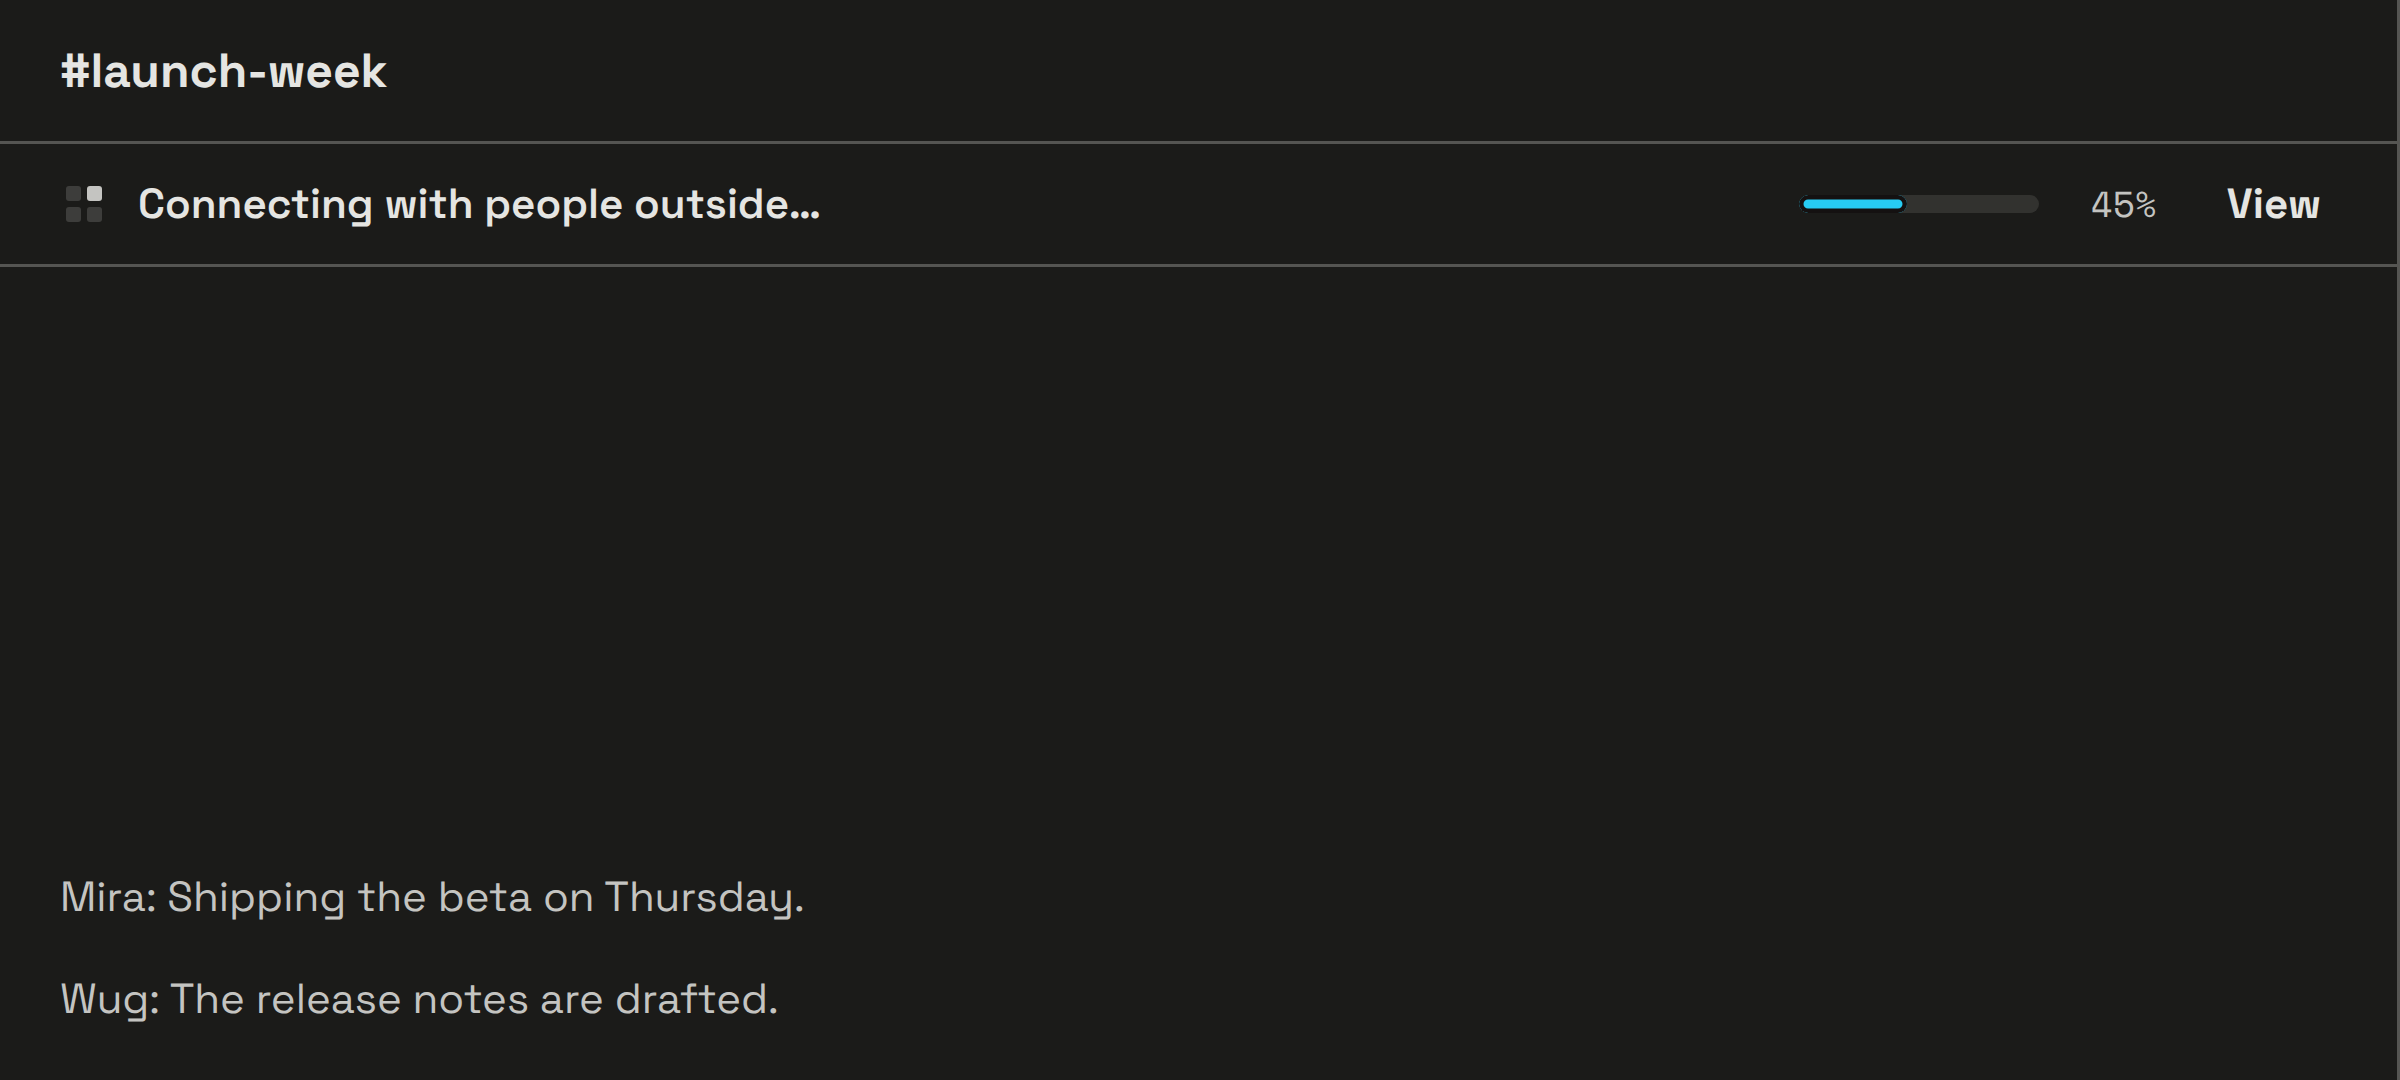 #launch-week
Connecting with people outside...
45%
View
Mira: Shipping the beta on Thursday.
Wug: The release notes are drafted.